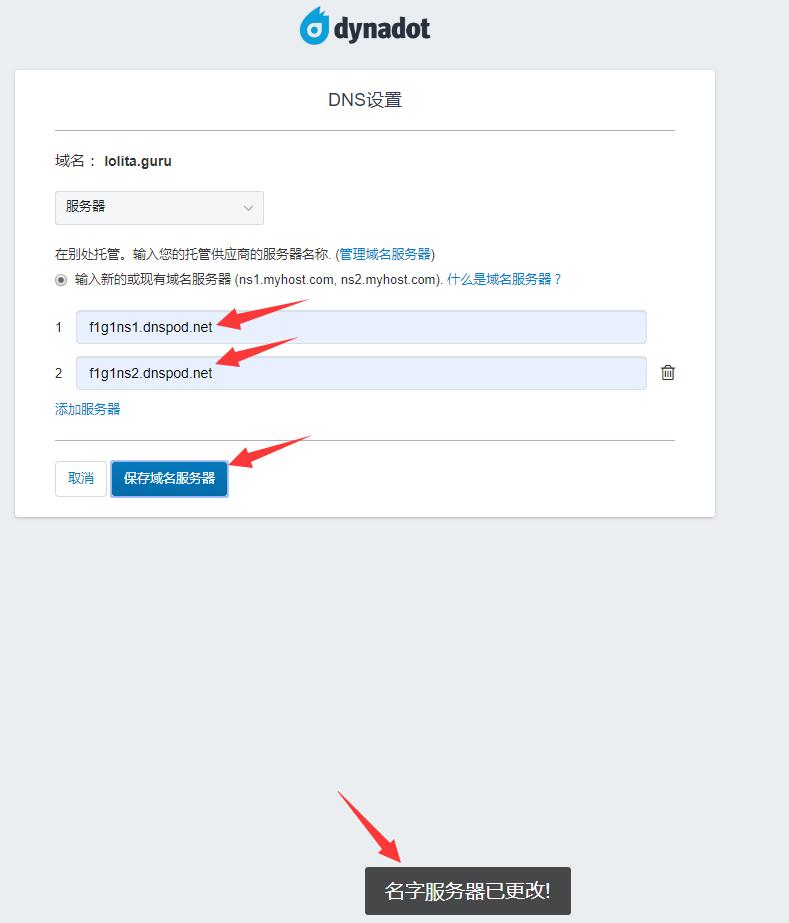 dynadot
DNS设置
域名： lolita.guru
服务器
在别处托管。输入您的托管供应商的服务器名称. (管理域名服务器)
输入新的或现有域名服务器 (ns1.myhost.com, ns2.myhost.com). 什么是域名服务器？
1 f1g1ns1.dnspod.net
2 f1g1ns2.dnspod.net
添加服务器
取消 保存域名服务器
名字服务器已更改!